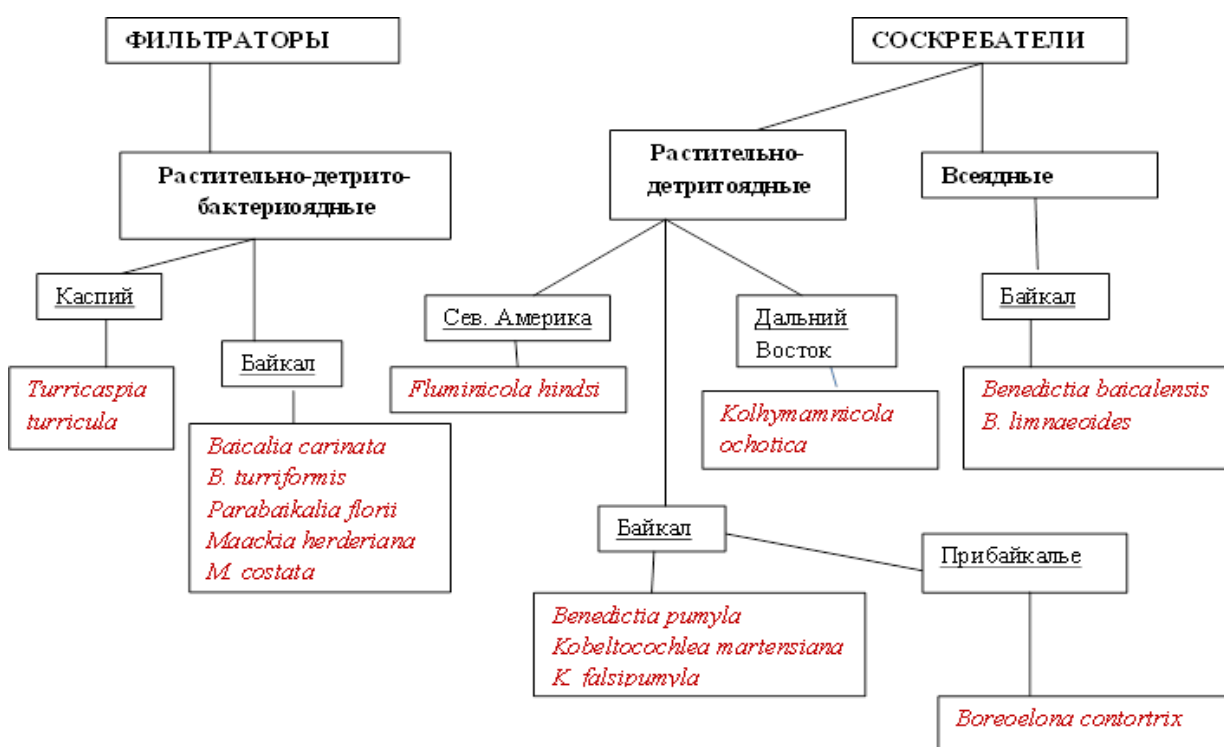 ФИЛЬТРАТОРЫ
СОСКРЕБАТЕЛИ
Растительно-детрито-
бактериоядные
Растительно-
детритоядные
Всеядные
Каспий
Байкал
Сев. Америка
Дальний
Восток
Байкал
Turricaspia
turricula
Baicalia carinata
B. turriformis
Parabaikalia florii
Maackia herderiana
M. costata
Fluminicola hindsi
Kolhymamnicola
ochotica
Benedictia baicalensis
B. limnaeoides
Байкал
Прибайкалье
Benedictia pumyla
Kobeltocochlea martensiana
K. falsipumyla
Boreoelona contortrix